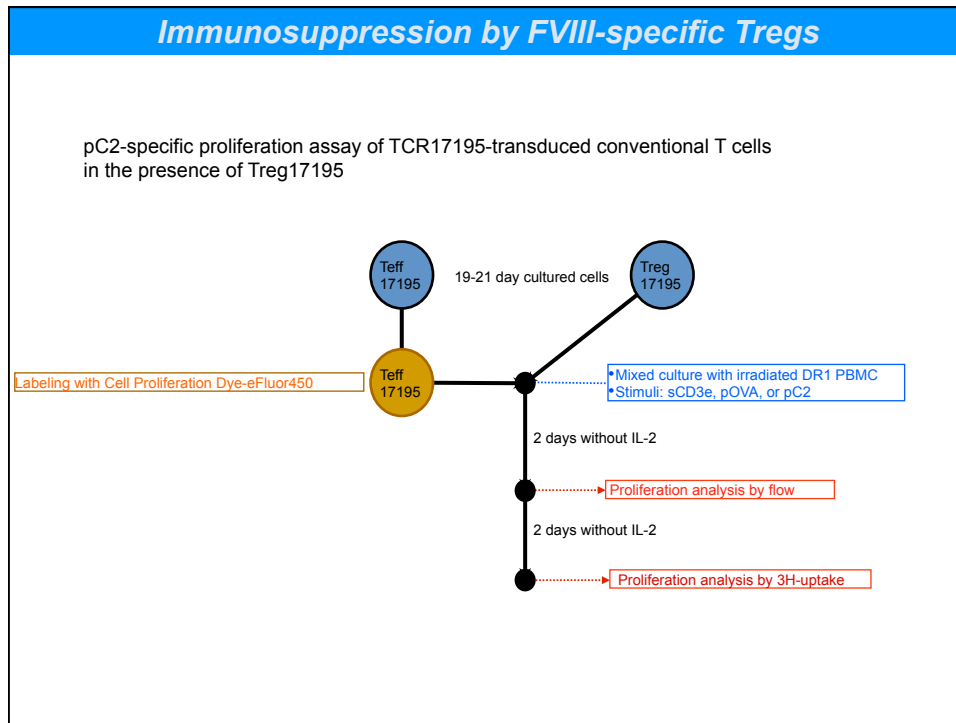 Immunosuppression by FVIII-specific Tregs
pC2-specific proliferation assay of TCR17195-transduced conventional T cells
in the presence of Treg17195
Teff
17195
19-21 day cultured cells
Treg
17195
Labeling with Cell Proliferation Dye-eFluor450
Teff
17195
•Mixed culture with irradiated DR1 PBMC
•Stimuli: sCD3e, pOVA, or pC2
2 days without IL-2
Proliferation analysis by flow
2 days without IL-2
Proliferation analysis by 3H-uptake